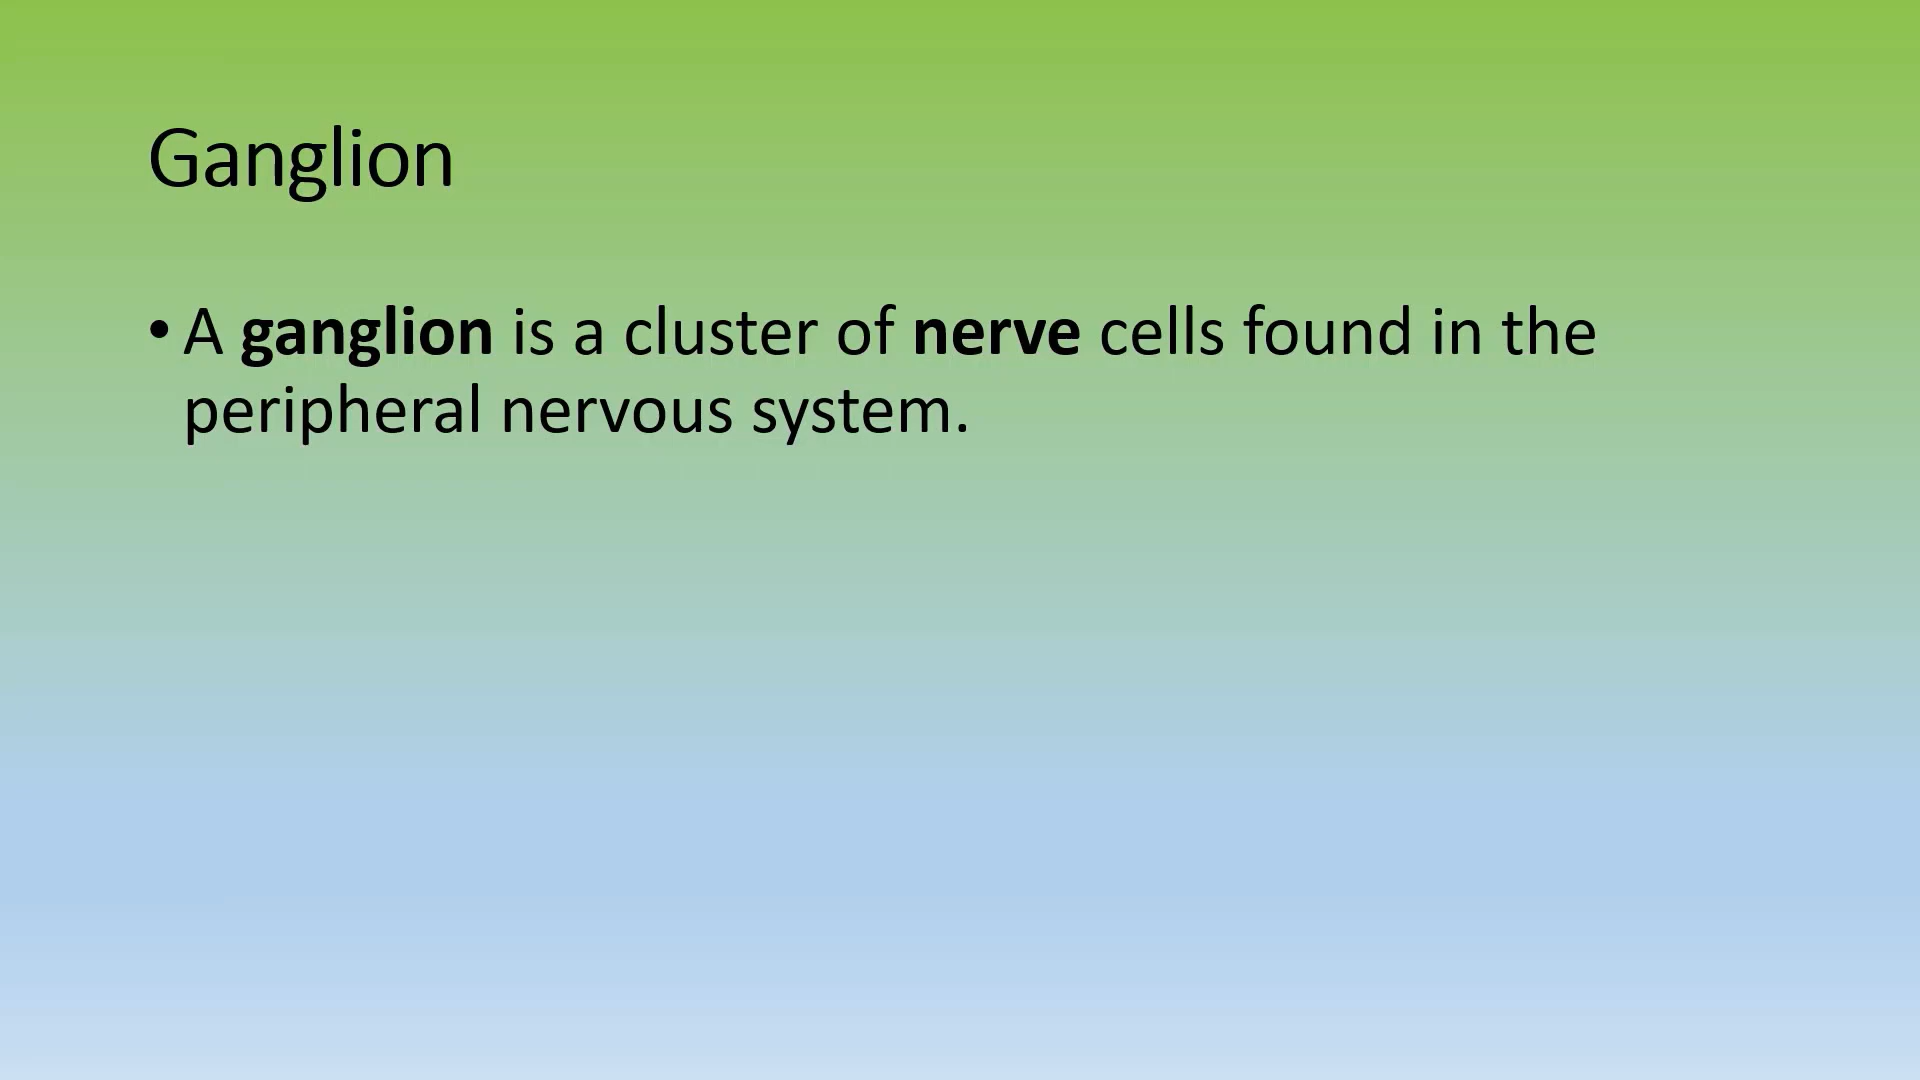 Ganglion
• A ganglion is a cluster of nerve cells found in the
peripheral nervous system.